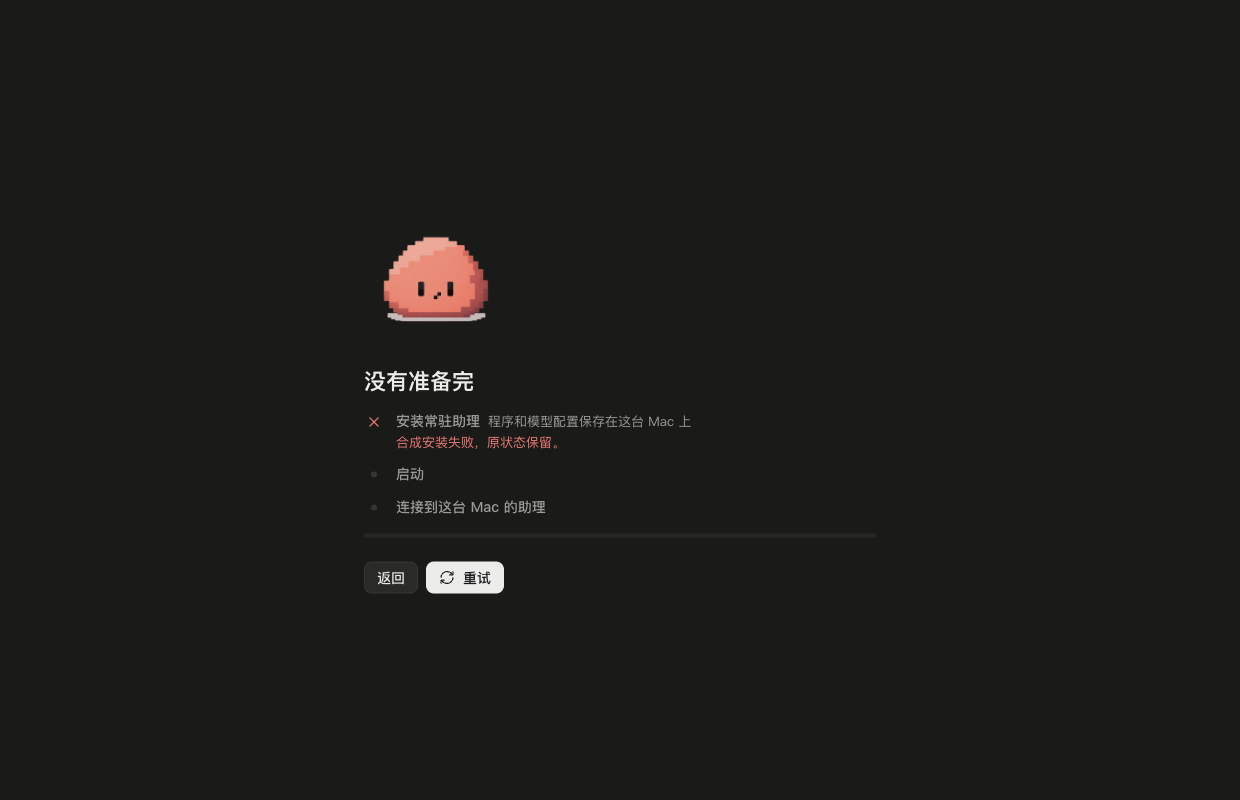 没有准备完
安装常驻助理 程序和模型配置保存在这台 Mac 上
合成安装失败，原状态保留。
启动
连接到这台 Mac 的助理
返回 重试